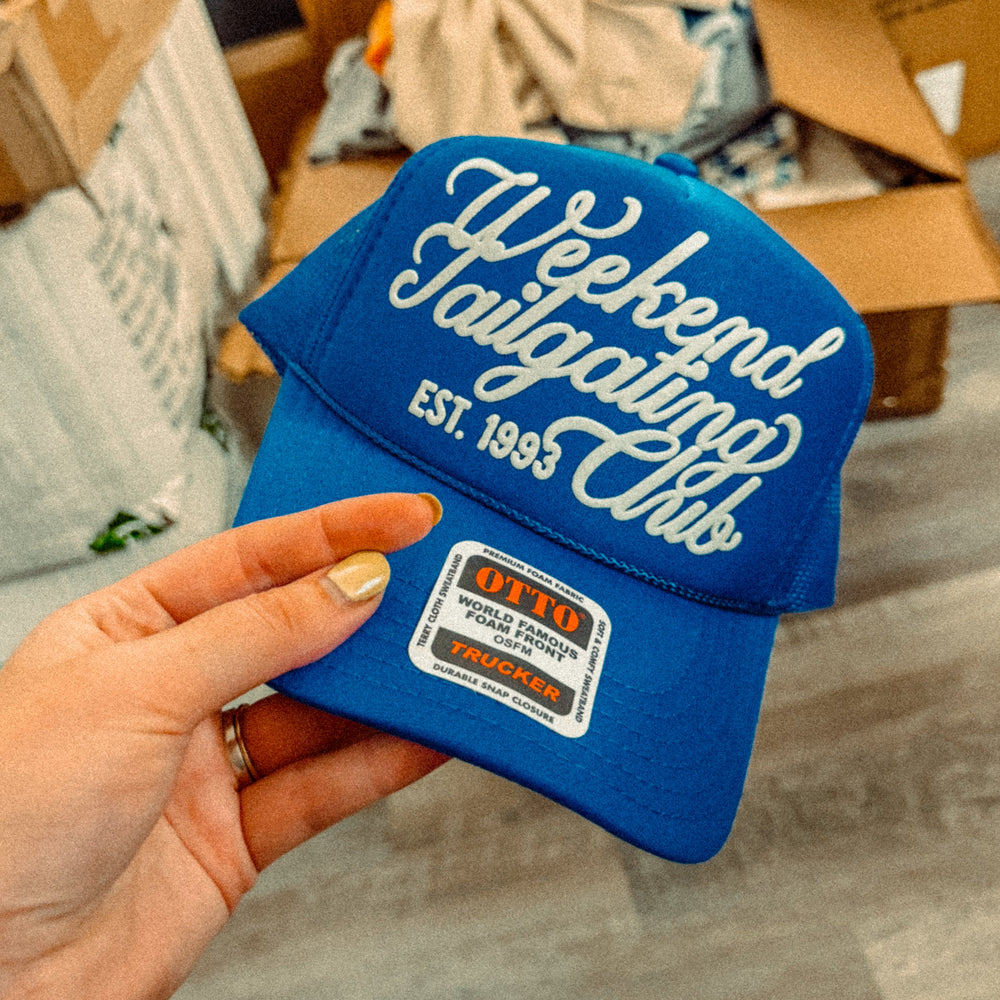 Weekend
Tailgating
EST. 1993 Club
PREMIUM FOAM FABRIC
TERRY CLOTH SWEATBAND
OTTO®
WORLD FAMOUS
FOAM FRONT
OSFM
TRUCKER
SOFT & COMFY SWEATBAND
DURABLE SNAP CLOSURE